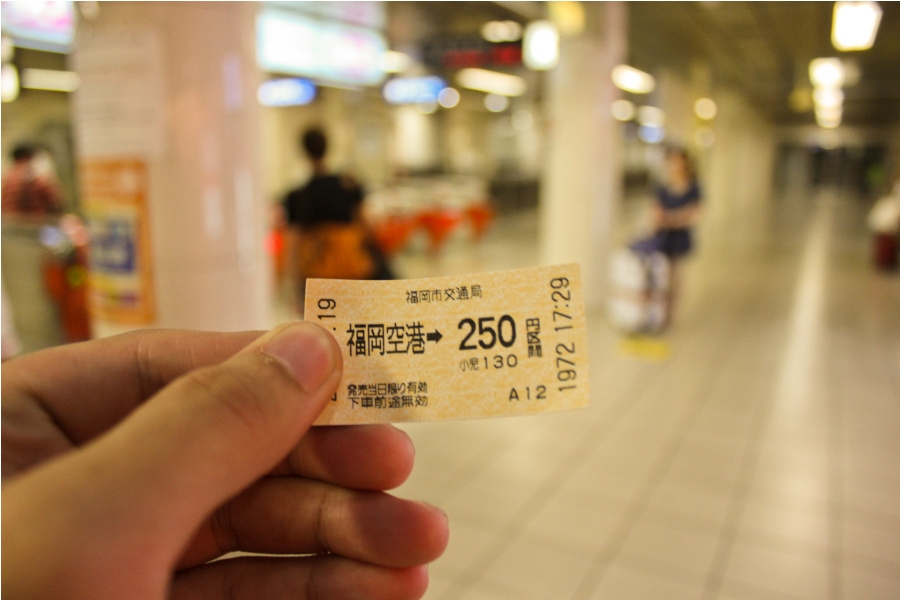 福岡市交通局
福岡空港➡ 250 円区間
小児130
発売当日限り有効
下車前途無効
A12
:19
1972 17:29